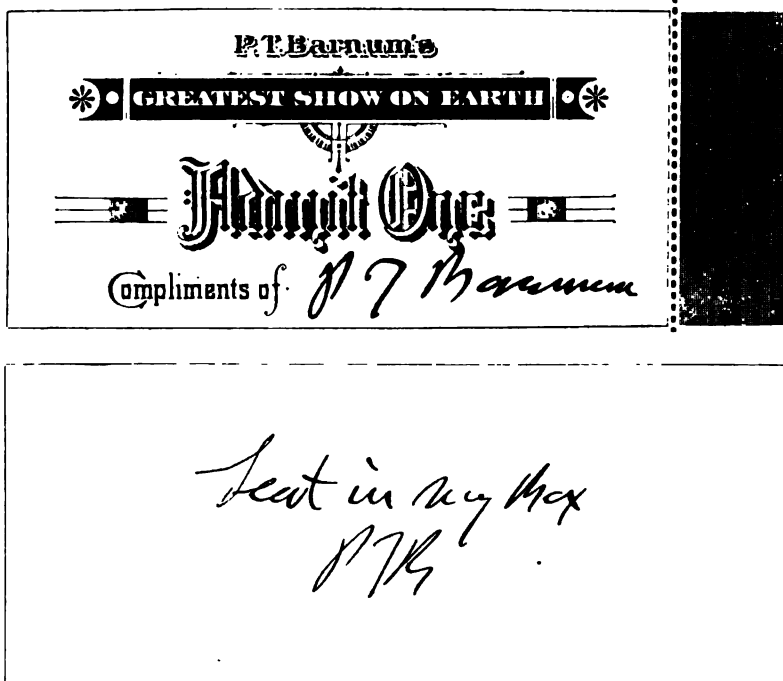 P.T. Barnum's
GREATEST SHOW ON EARTH
Admit One
Compliments of P T Barnum
Seat in my box
PTB